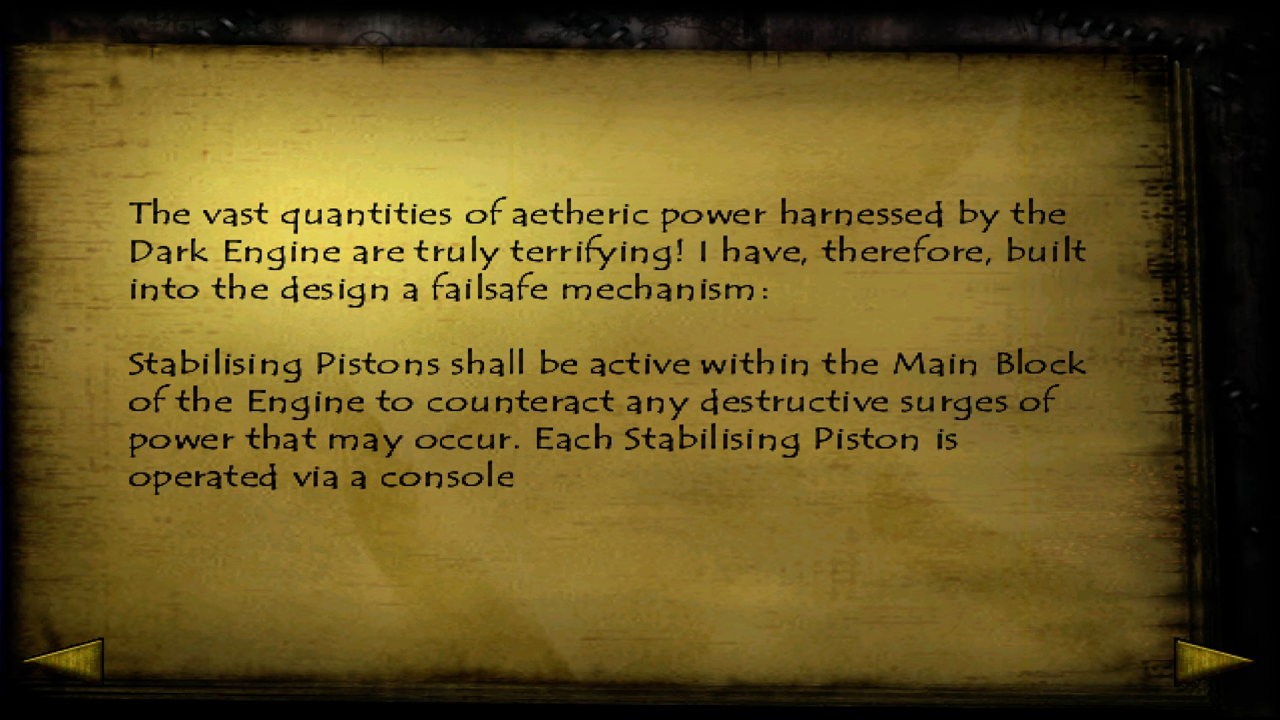 The vast quantities of aetheric power harnessed by the
Dark Engine are truly terrifying! I have, therefore, built
into the design a failsafe mechanism:
Stabilising Pistons shall be active within the Main Block
of the Engine to counteract any destructive surges of
power that may occur. Each Stabilising Piston is
operated via a console